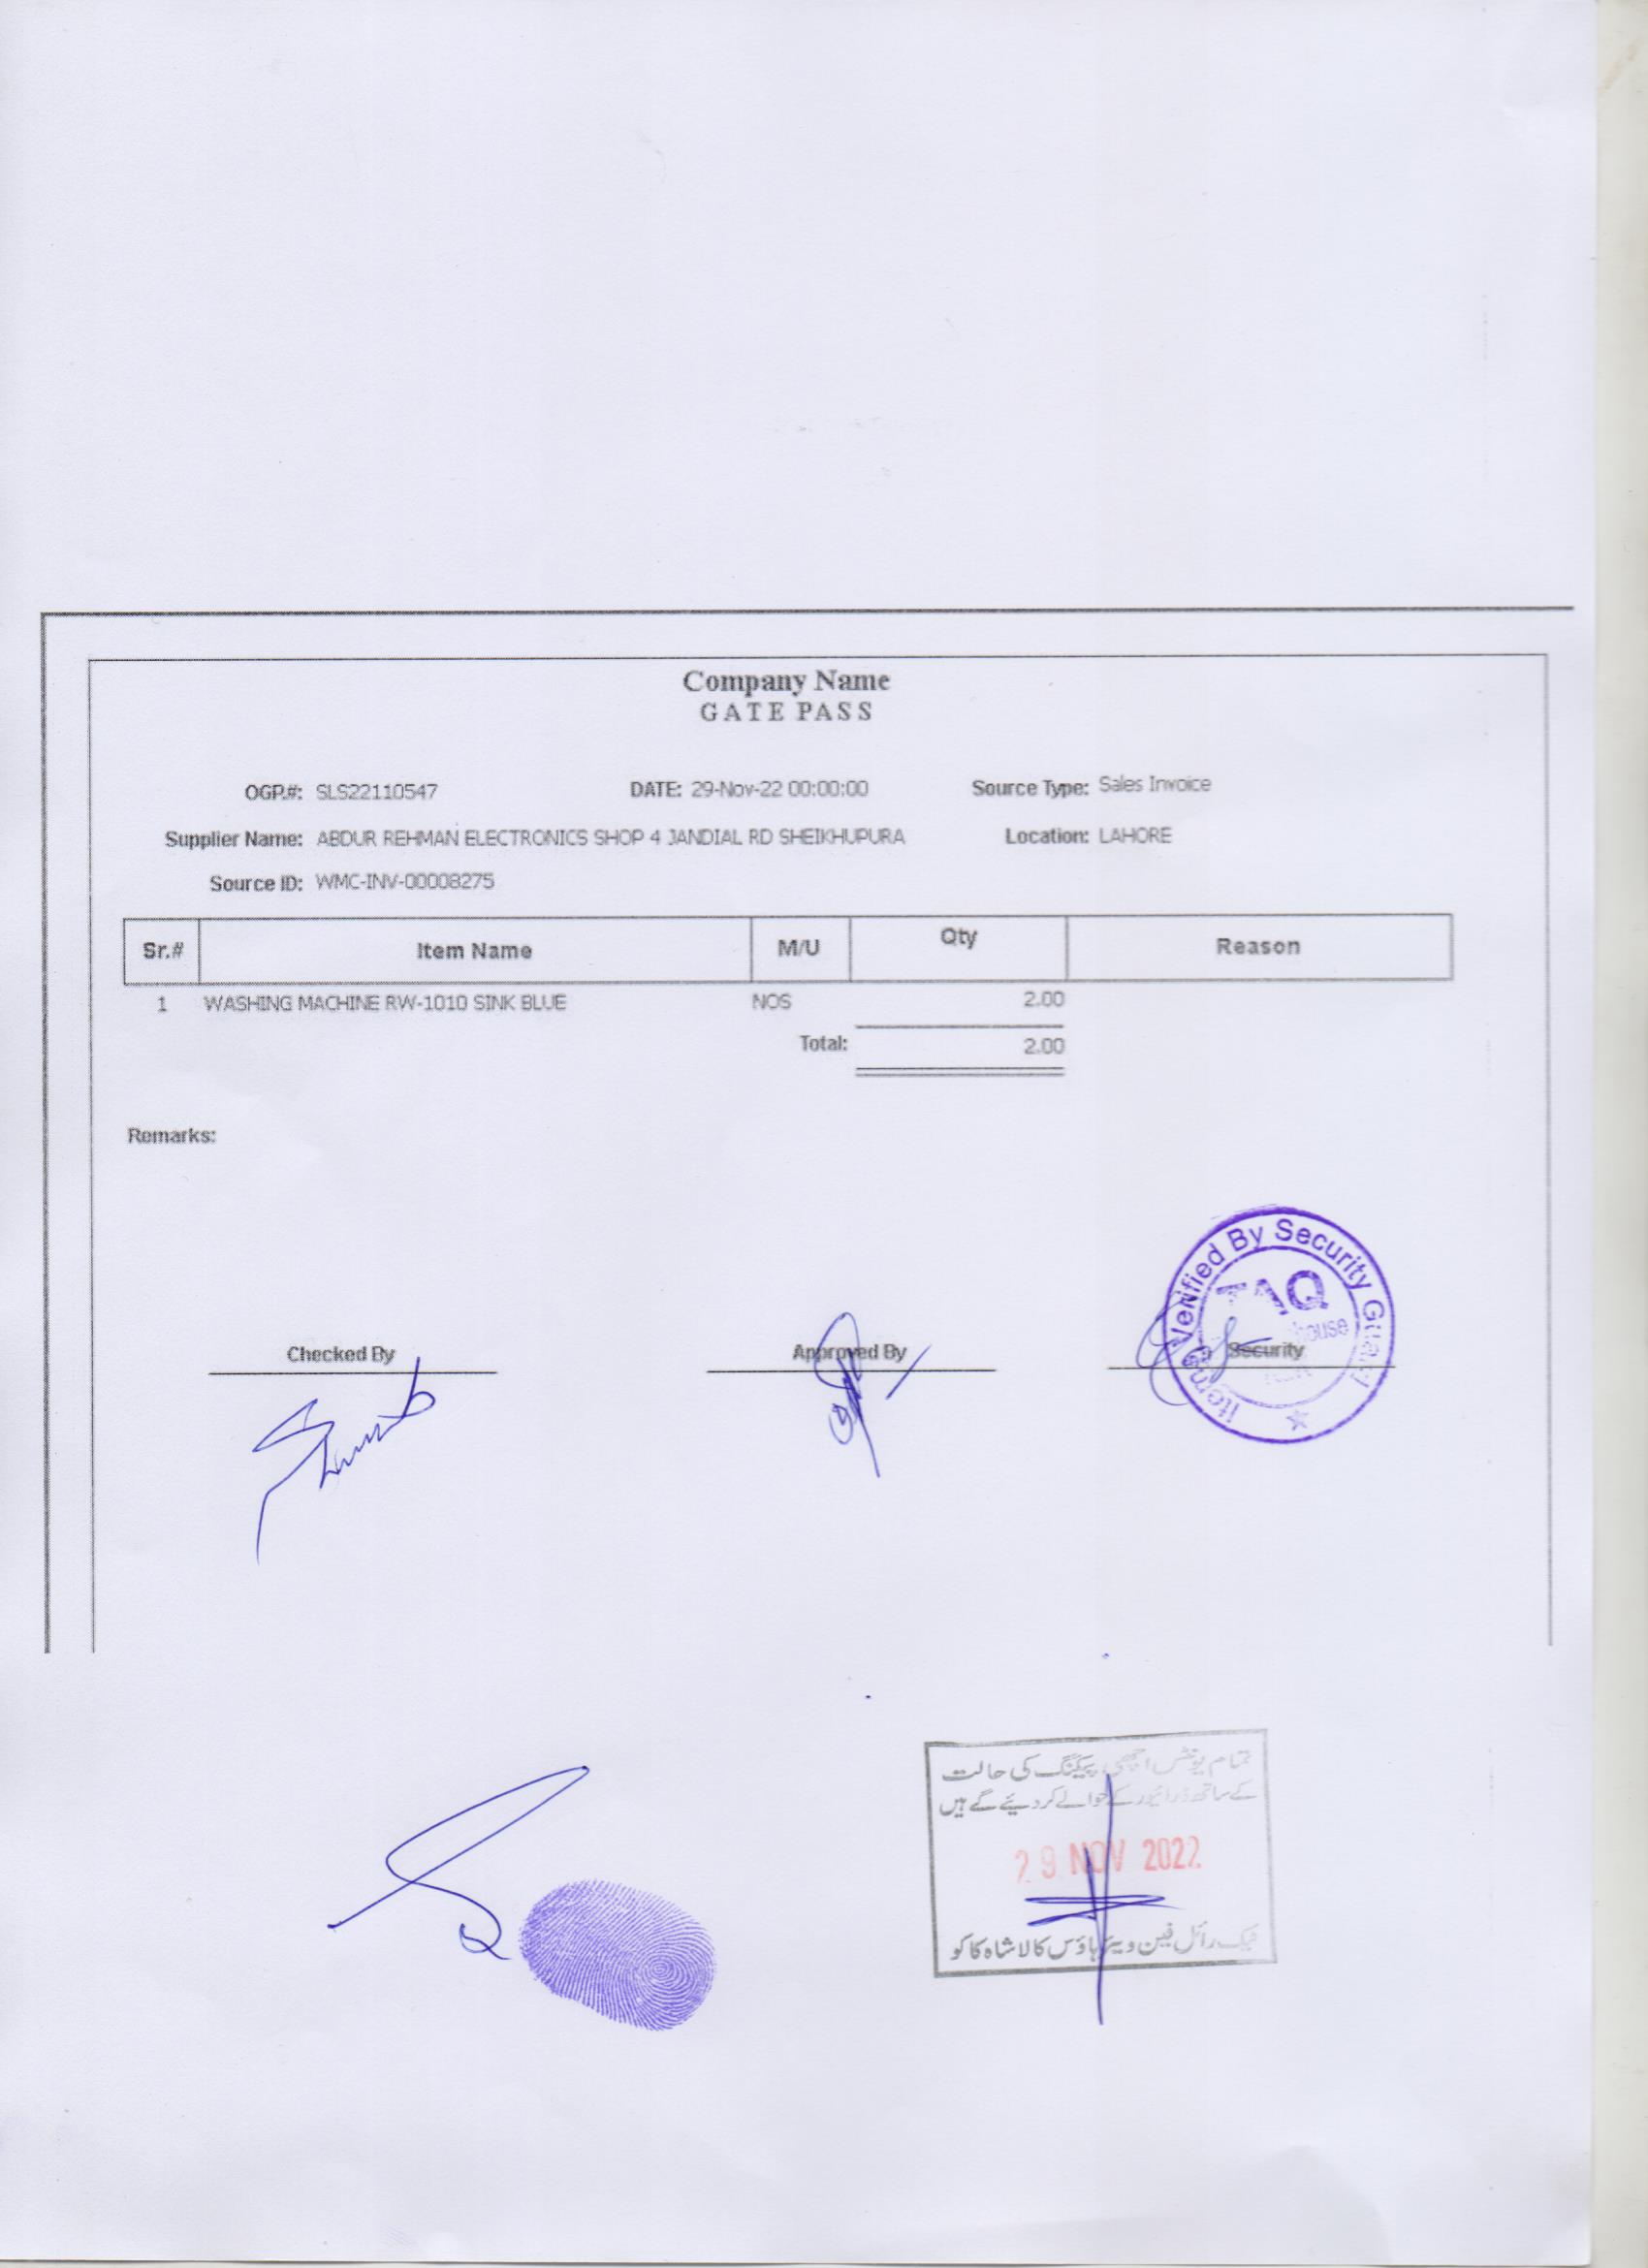 Company Name
GATE PASS
OGP.#: SLS22110547 DATE: 29-Nov-22 00:00:00 Source Type: Sales Invoice
Supplier Name: ABDUR REHMAN ELECTRONICS SHOP 4 JANDIAL RD SHEIKHUPURA Location: LAHORE
Source ID: WMC-INV-00008275
Sr.# Item Name M/U Qty Reason
1 WASHING MACHINE RW-1010 SINK BLUE NOS 2.00
Total: 2.00
Remarks:
Items Verified By Security Guard
TAQ
house
Checked By Approved By Security
تمام یونٹس اچھی پیکینگ کی حالت
کے ساتھ ڈرائیور کے حوالے کر دیئے گے ہیں
29 NOV 2022
ٹیک رائل فین ویئر ہاؤس کالا شاہ کاکو